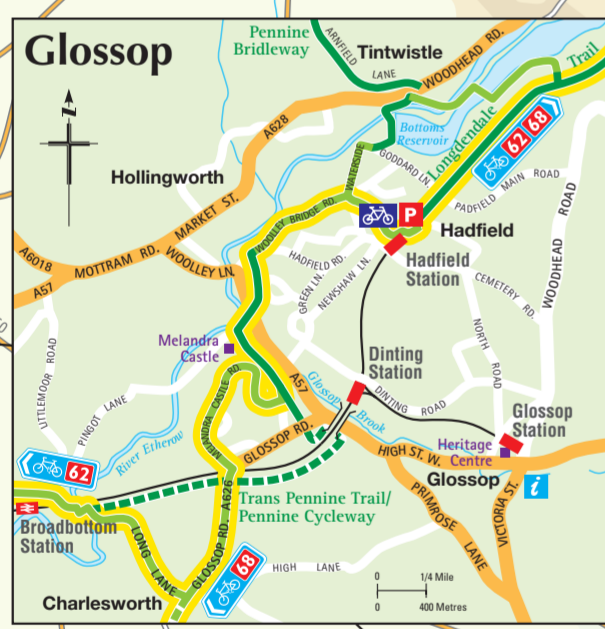 Glossop
Pennine
Bridleway
ARNFIELD
LANE
Tintwistle
WOODHEAD RD.
Trail
Longdendale
62 68
A628
Bottoms
Reservoir
WATERSIDE
GODDARD LN.
Hollingworth
MARKET ST.
PADFIELD MAIN ROAD
WOODHEAD ROAD
P
Hadfield
WOOLLEY BRIDGE RD.
A6018
MOTTRAM RD.
WOOLLEY LN.
A57
HADFIELD RD.
GREEN LN.
NEWSHAW LN.
Hadfield
Station
CEMETERY RD.
NORTH ROAD
LITTLEMOOR ROAD
Melandra
Castle
PINGOT LANE
MELANDRA CASTLE RD.
A57
Glossop Brook
Dinting
Station
DINTING ROAD
Glossop
Station
River Etherow
GLOSSOP RD.
HIGH ST. W.
Heritage
Centre
Glossop
i
62
Trans Pennine Trail/
Pennine Cycleway
PRIMROSE LANE
VICTORIA ST.
Broadbottom
Station
LONG LANE
GLOSSOP RD. A626
68
HIGH LANE
Charlesworth
0 1/4 Mile
0 400 Metres